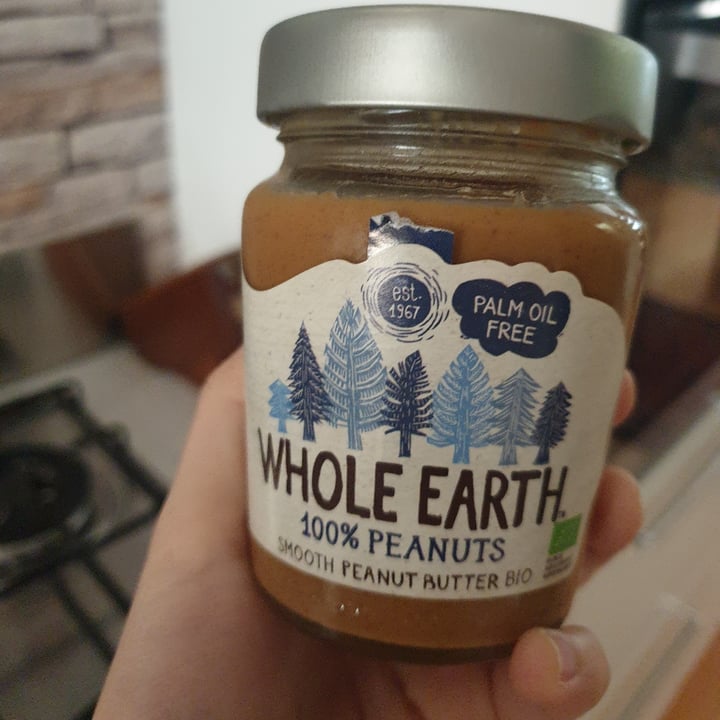 est.
1967
PALM OIL
FREE
WHOLE EARTH
100% PEANUTS
SMOOTH PEANUT BUTTER BIO